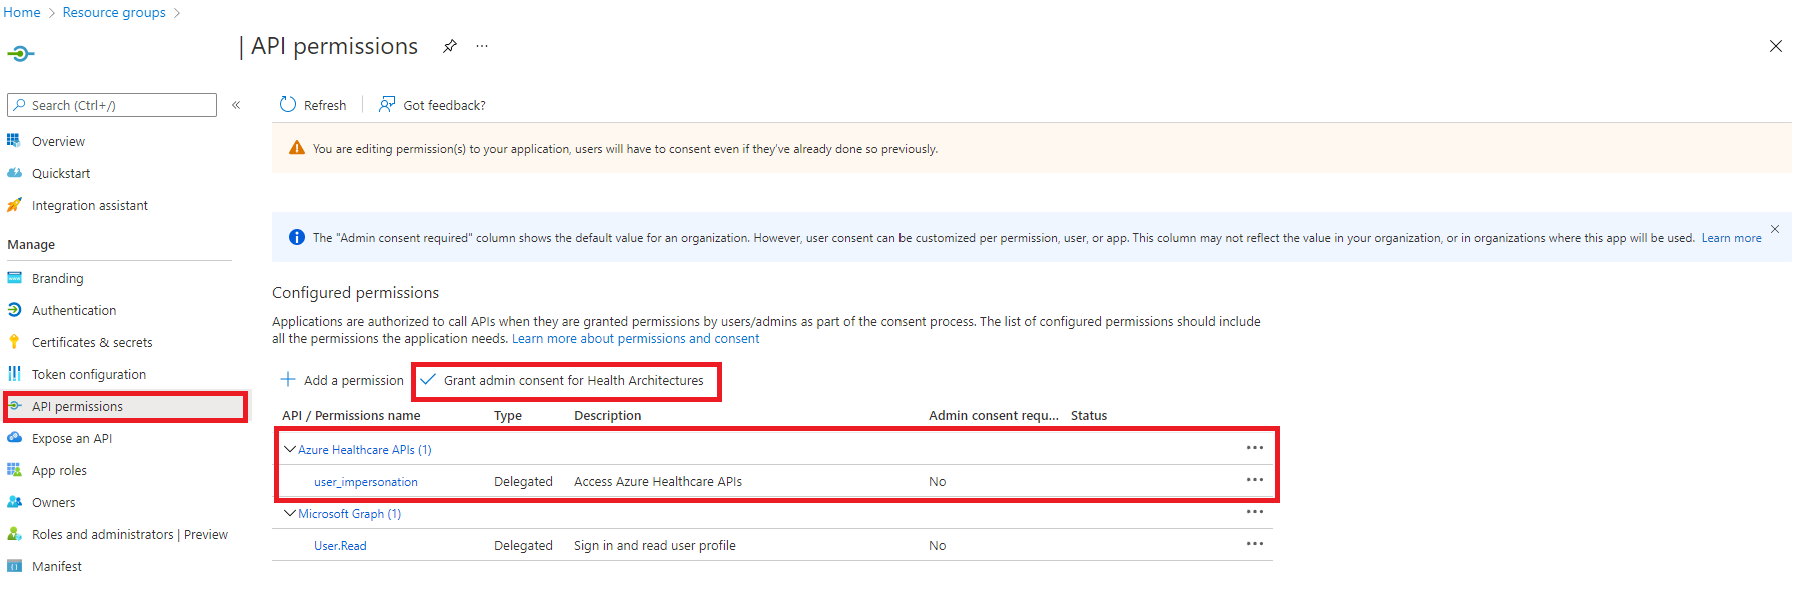 Home > Resource groups >
| API permissions ...
Search (Ctrl+/) «
Refresh | Got feedback?
Overview
You are editing permission(s) to your application, users will have to consent even if they've already done so previously.
Quickstart
Integration assistant
The "Admin consent required" column shows the default value for an organization. However, user consent can be customized per permission, user, or app. This column may not reflect the value in your organization, or in organizations where this app will be used. Learn more
Manage
Branding
Authentication
Certificates & secrets
Token configuration
API permissions
Expose an API
App roles
Owners
Roles and administrators | Preview
Manifest
Configured permissions
Applications are authorized to call APIs when they are granted permissions by users/admins as part of the consent process. The list of configured permissions should include
all the permissions the application needs. Learn more about permissions and consent
Add a permission Grant admin consent for Health Architectures
API / Permissions name Type Description Admin consent requ... Status
Azure Healthcare APIs (1) ...
user_impersonation Delegated Access Azure Healthcare APIs No ...
Microsoft Graph (1) ...
User.Read Delegated Sign in and read user profile No ...